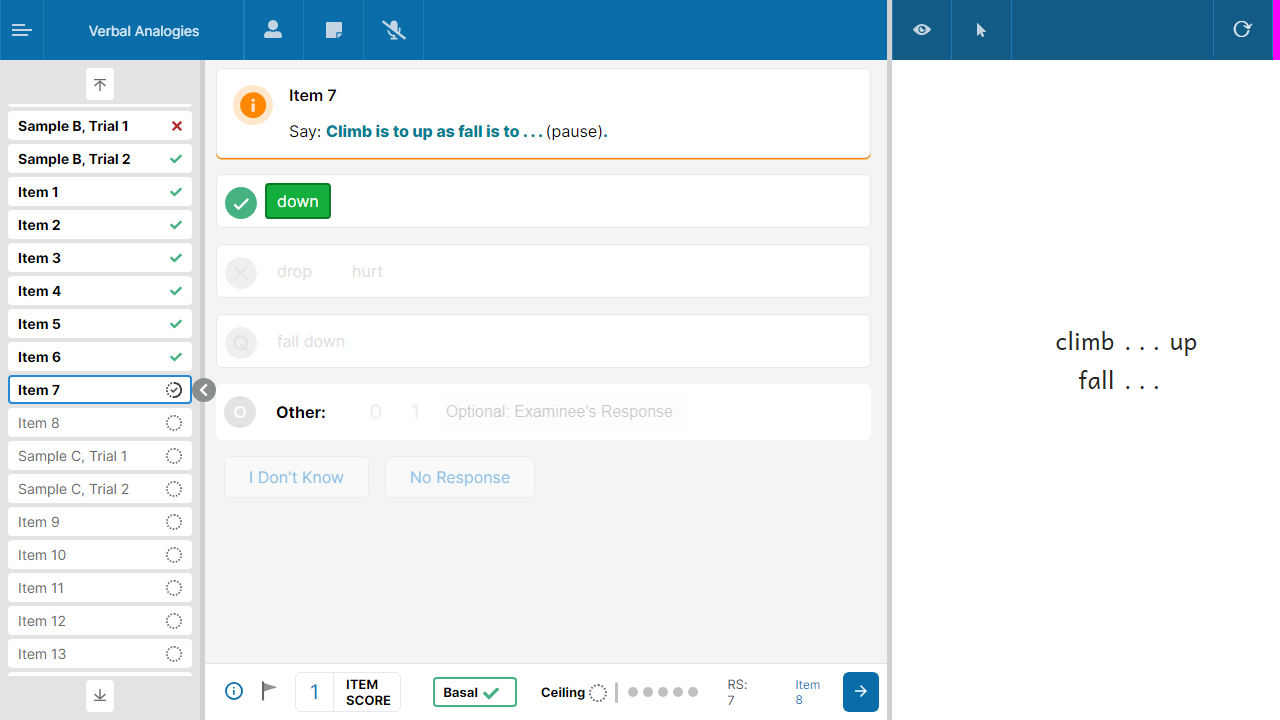 Verbal Analogies
Sample B, Trial 1
Sample B, Trial 2
Item 1
Item 2
Item 3
Item 4
Item 5
Item 6
Item 7
Item 8
Sample C, Trial 1
Sample C, Trial 2
Item 9
Item 10
Item 11
Item 12
Item 13
Item 7
Say: Climb is to up as fall is to . . . (pause).
down
drop hurt
Q fall down
Other: 0 1 Optional: Examinee's Response
I Don't Know No Response
1 ITEM SCORE
Basal
Ceiling
RS: 7
Item 8
climb . . . up
fall . . .